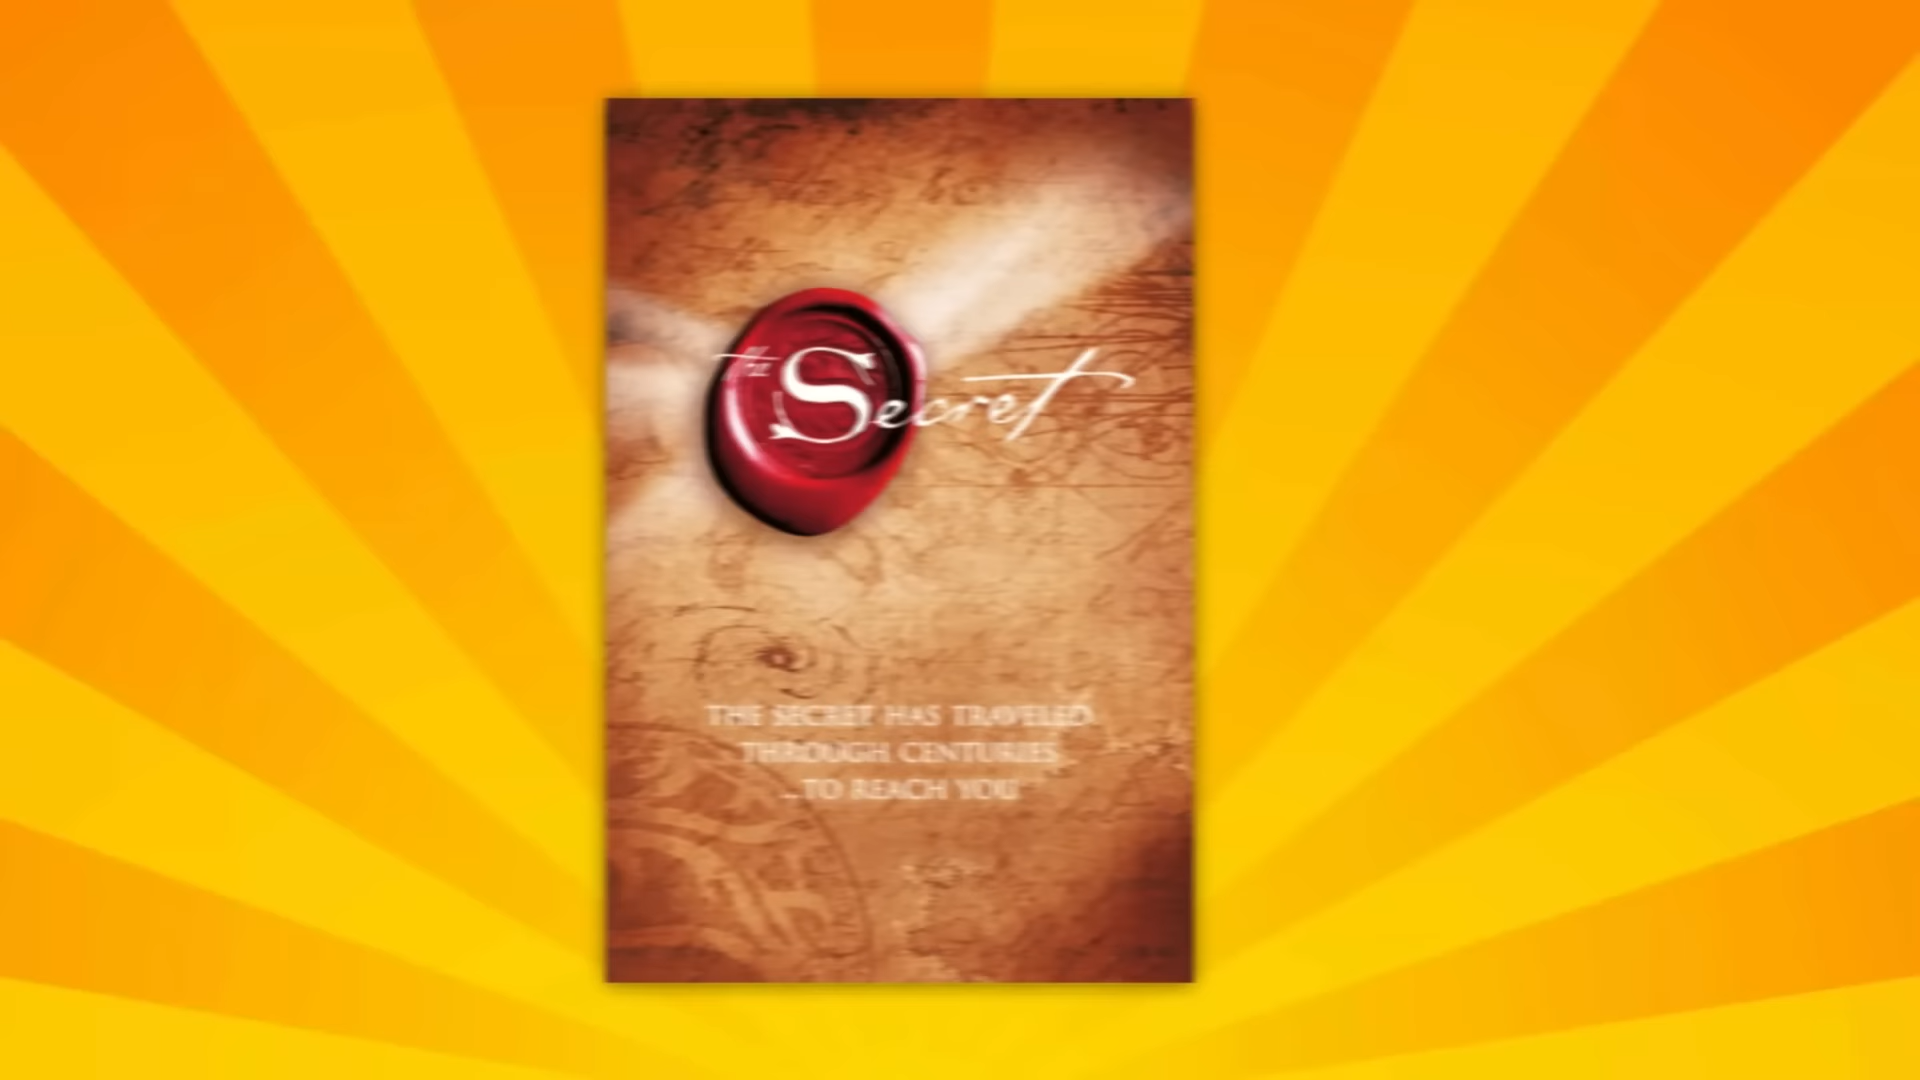 The Secret
THE SECRET HAS TRAVELED
THROUGH CENTURIES
...TO REACH YOU